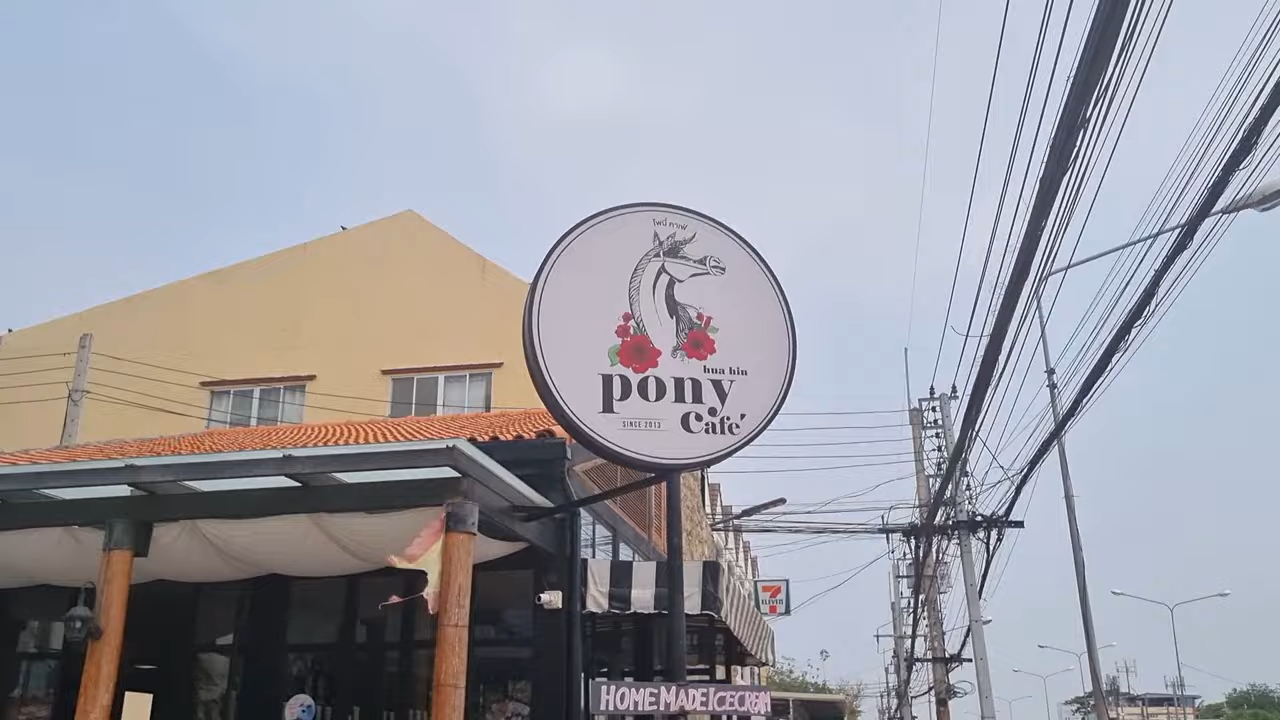 โพนี่ คาเฟ่
hua hin
pony
Café
SINCE 2013
7
ELEVEN
HOME MADE ICECREAM